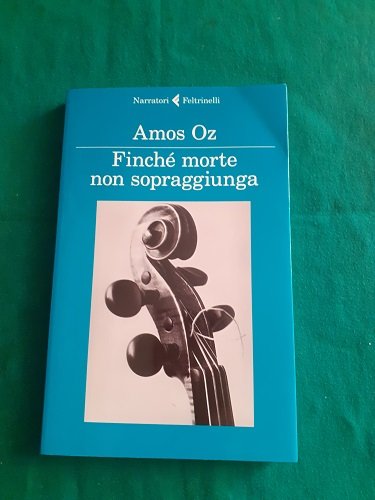 Narratori Feltrinelli
Amos Oz
Finché morte
non sopraggiunga